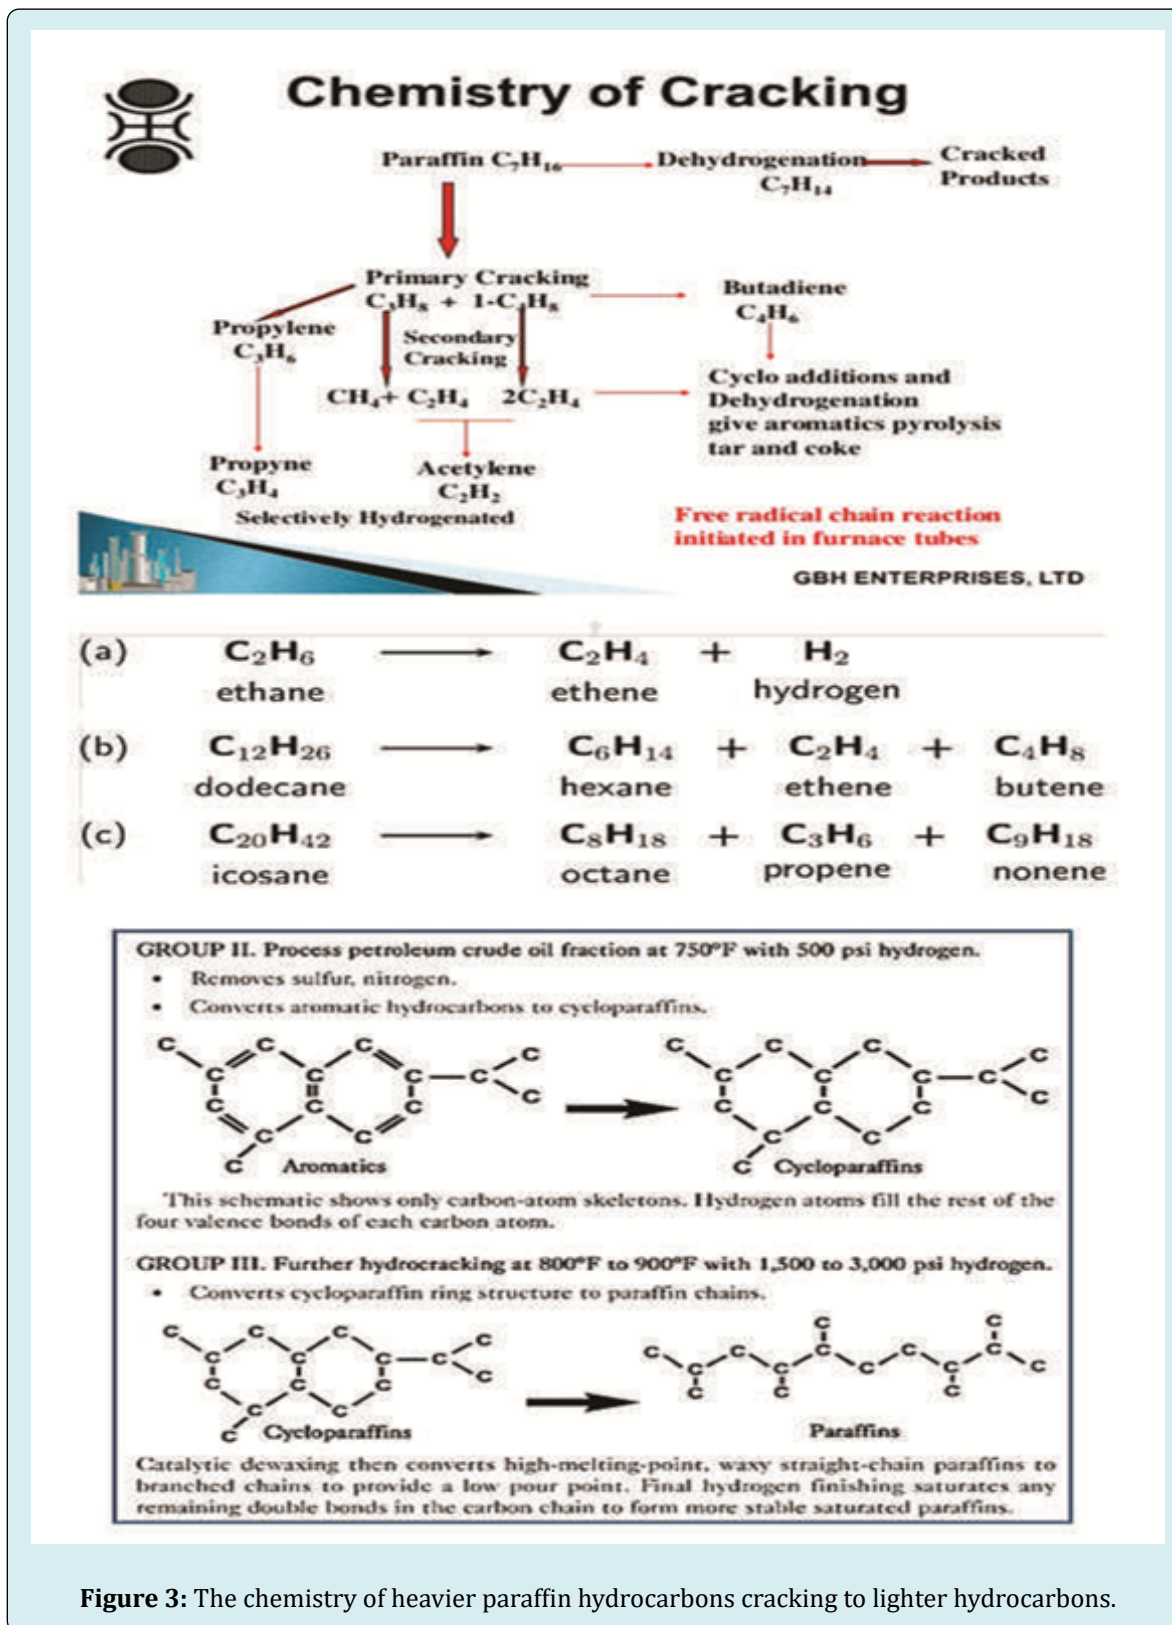 Chemistry of Cracking
Paraffin C₇H₁₆
Dehydrogenation
C₇H₁₄
Cracked
Products
Primary Cracking
C₃H₈ + 1-C₄H₈
Butadiene
C₄H₆
Propylene
C₃H₆
Secondary
Cracking
CH₄+ C₂H₄ 2C₂H₄
Cyclo additions and
Dehydrogenation
give aromatics pyrolysis
tar and coke
Propyne
C₃H₄
Acetylene
C₂H₂
Selectively Hydrogenated
Free radical chain reaction
initiated in furnace tubes
GBH ENTERPRISES, LTD
(a) C₂H₆ ⟶ C₂H₄ + H₂
ethane ethene hydrogen
(b) C₁₂H₂₆ ⟶ C₆H₁₄ + C₂H₄ + C₄H₈
dodecane hexane ethene butene
(c) C₂₀H₄₂ ⟶ C₈H₁₈ + C₃H₆ + C₉H₁₈
icosane octane propene nonene
GROUP II. Process petroleum crude oil fraction at 750°F with 500 psi hydrogen.
• Removes sulfur, nitrogen.
• Converts aromatic hydrocarbons to cycloparaffins.
C C C C C C C C C C C C C C C
Aromatics
C C C C C C C C C C C C C C C
Cycloparaffins
This schematic shows only carbon-atom skeletons. Hydrogen atoms fill the rest of the
four valence bonds of each carbon atom.
GROUP III. Further hydrocracking at 800°F to 900°F with 1,500 to 3,000 psi hydrogen.
• Converts cycloparaffin ring structure to paraffin chains.
C C C C C C C C C C C C C C C
Cycloparaffins
C C C C C C C C C C C C C C C
Paraffins
Catalytic dewaxing then converts high-melting-point, waxy straight-chain paraffins to
branched chains to provide a low pour point. Final hydrogen finishing saturates any
remaining double bonds in the carbon chain to form more stable saturated paraffins.
Figure 3: The chemistry of heavier paraffin hydrocarbons cracking to lighter hydrocarbons.